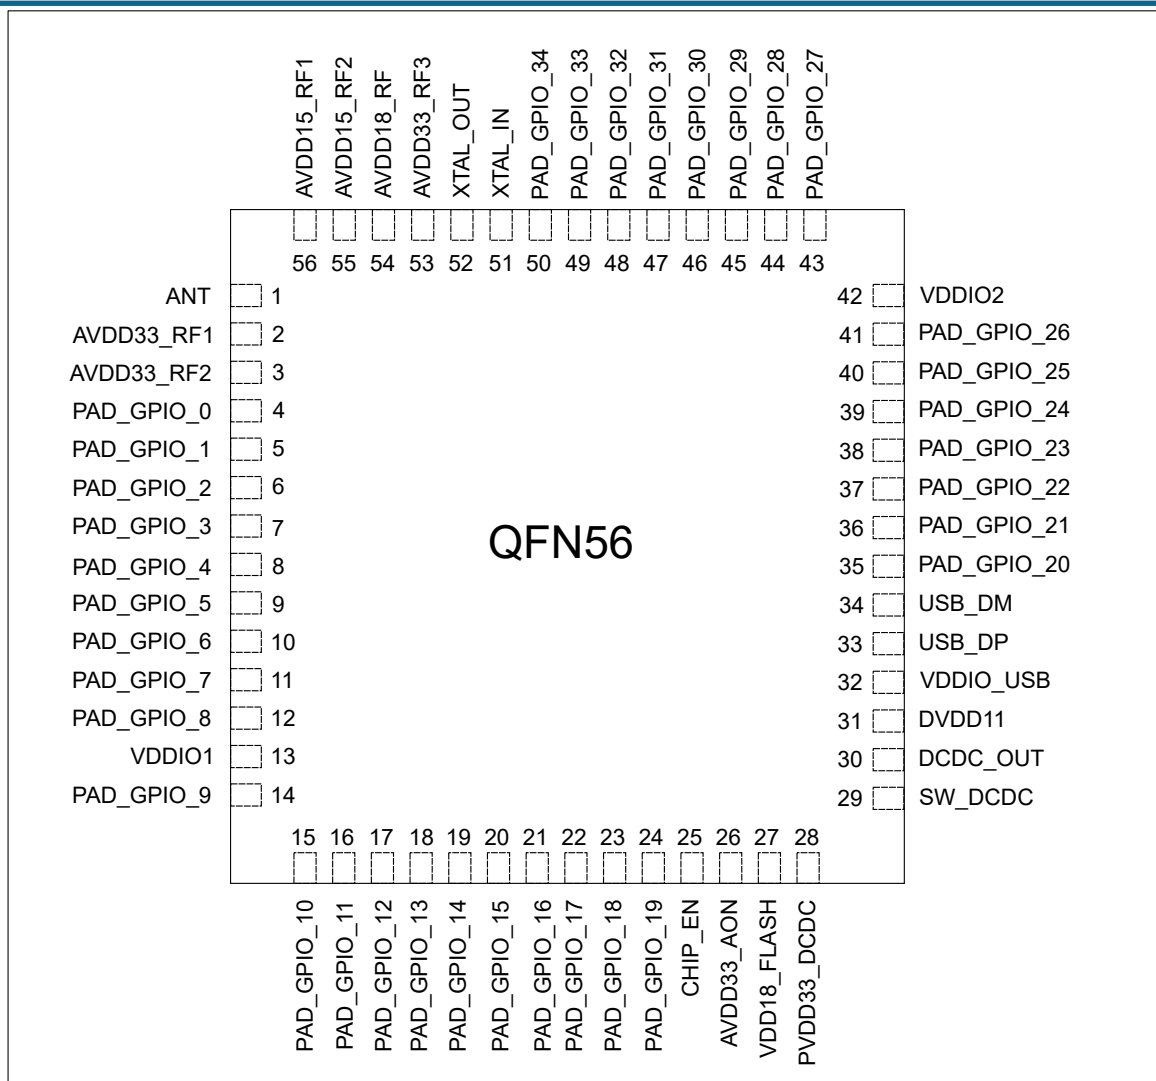 AVDD15_RF1
AVDD15_RF2
AVDD18_RF
AVDD33_RF3
XTAL_OUT
XTAL_IN
PAD_GPIO_34
PAD_GPIO_33
PAD_GPIO_32
PAD_GPIO_31
PAD_GPIO_30
PAD_GPIO_29
PAD_GPIO_28
PAD_GPIO_27
56 55 54 53 52 51 50 49 48 47 46 45 44 43
ANT 1
AVDD33_RF1 2
AVDD33_RF2 3
PAD_GPIO_0 4
PAD_GPIO_1 5
PAD_GPIO_2 6
PAD_GPIO_3 7
PAD_GPIO_4 8
PAD_GPIO_5 9
PAD_GPIO_6 10
PAD_GPIO_7 11
PAD_GPIO_8 12
VDDIO1 13
PAD_GPIO_9 14
QFN56
42 VDDIO2
41 PAD_GPIO_26
40 PAD_GPIO_25
39 PAD_GPIO_24
38 PAD_GPIO_23
37 PAD_GPIO_22
36 PAD_GPIO_21
35 PAD_GPIO_20
34 USB_DM
33 USB_DP
32 VDDIO_USB
31 DVDD11
30 DCDC_OUT
29 SW_DCDC
15 16 17 18 19 20 21 22 23 24 25 26 27 28
PAD_GPIO_10
PAD_GPIO_11
PAD_GPIO_12
PAD_GPIO_13
PAD_GPIO_14
PAD_GPIO_15
PAD_GPIO_16
PAD_GPIO_17
PAD_GPIO_18
PAD_GPIO_19
CHIP_EN
AVDD33_AON
VDD18_FLASH
PVDD33_DCDC